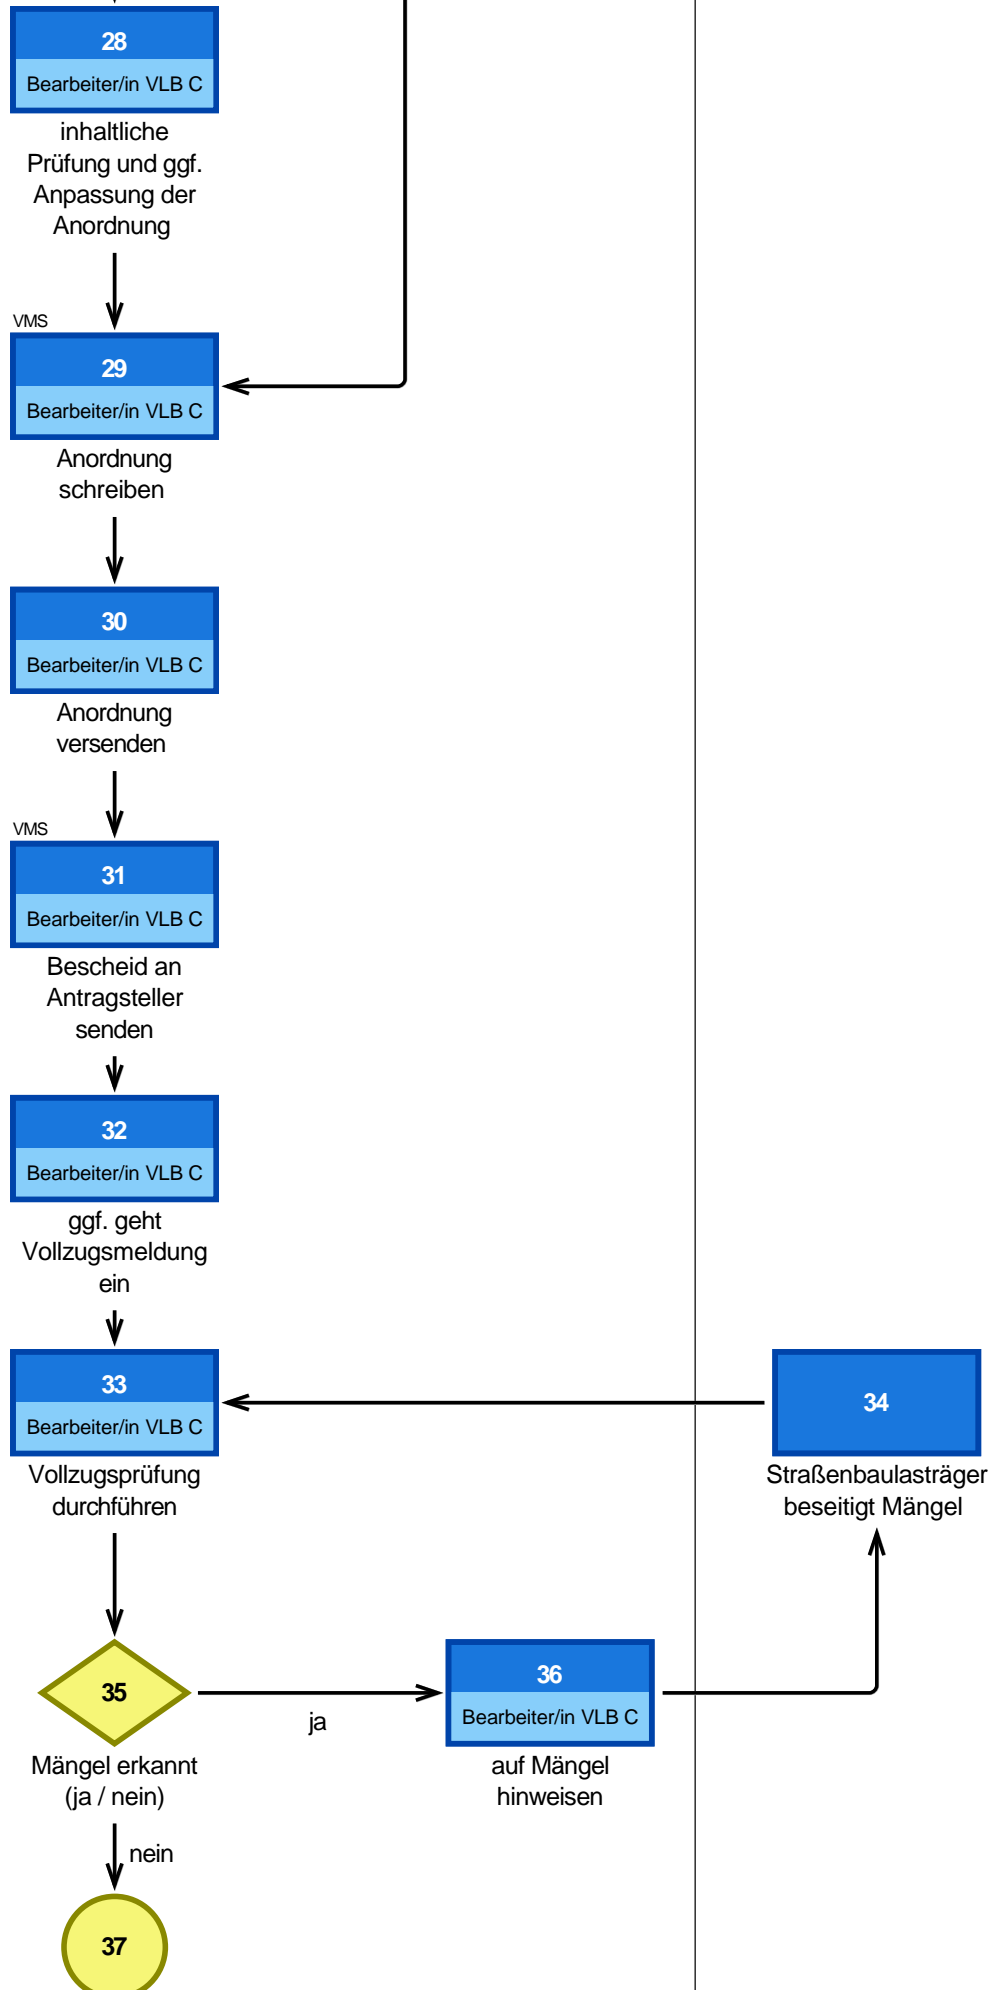 28
Bearbeiter/in VLB C
inhaltliche
Prüfung und ggf.
Anpassung der
Anordnung
VMS
29
Bearbeiter/in VLB C
Anordnung
schreiben
30
Bearbeiter/in VLB C
Anordnung
versenden
VMS
31
Bearbeiter/in VLB C
Bescheid an
Antragsteller
senden
32
Bearbeiter/in VLB C
ggf. geht
Vollzugsmeldung
ein
33
Bearbeiter/in VLB C
Vollzugsprüfung
durchführen
34
Straßenbaulasträger
beseitigt Mängel
35
Mängel erkannt
(ja / nein)
ja
36
Bearbeiter/in VLB C
auf Mängel
hinweisen
nein
37